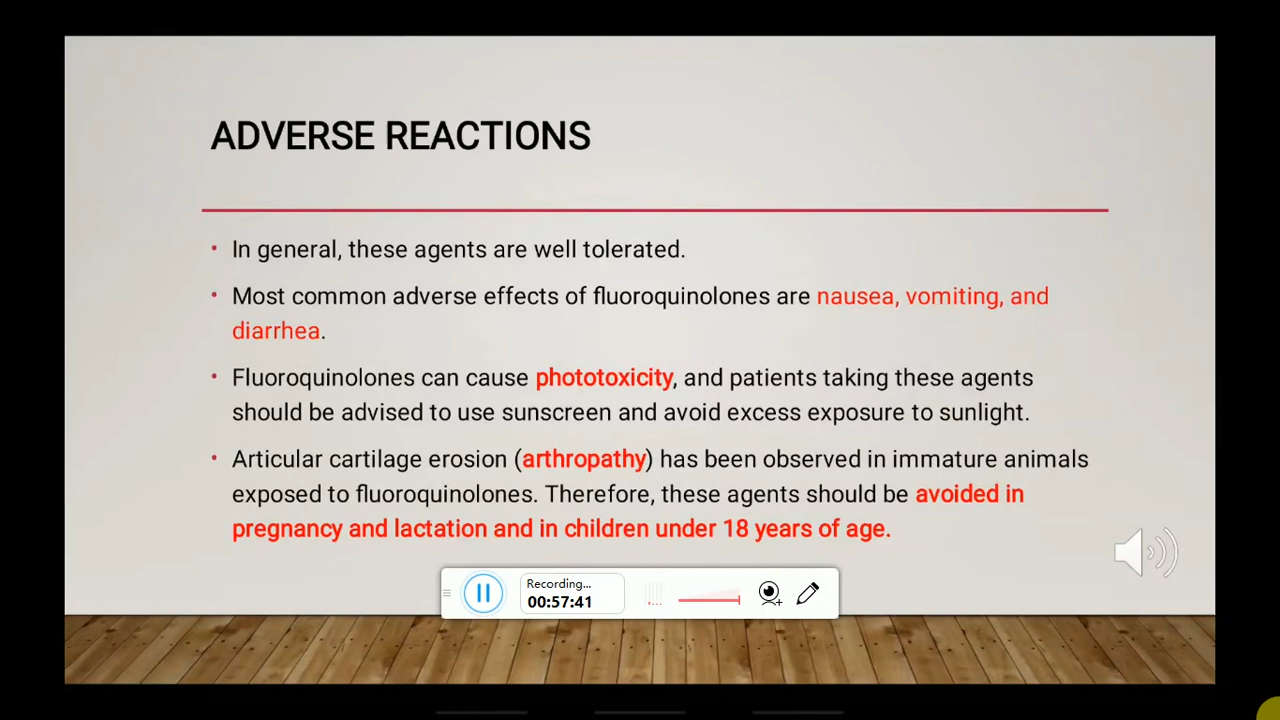 ADVERSE REACTIONS
• In general, these agents are well tolerated.
• Most common adverse effects of fluoroquinolones are nausea, vomiting, and
diarrhea.
• Fluoroquinolones can cause phototoxicity, and patients taking these agents
should be advised to use sunscreen and avoid excess exposure to sunlight.
• Articular cartilage erosion (arthropathy) has been observed in immature animals
exposed to fluoroquinolones. Therefore, these agents should be avoided in
pregnancy and lactation and in children under 18 years of age.
Recording...
00:57:41